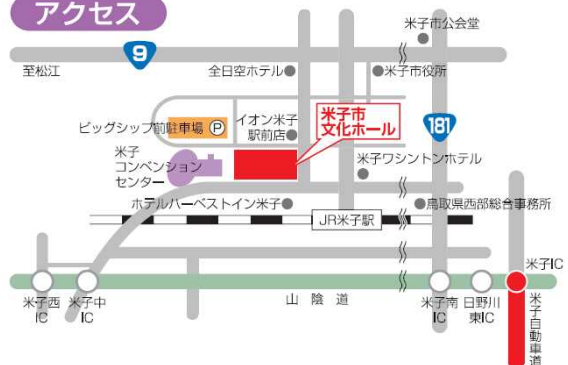 アクセス
米子市公会堂
9
至松江
全日空ホテル
米子市役所
ビッグシップ前駐車場 P
イオン米子
駅前店
米子市
文化ホール
181
米子
コンベンション
センター
米子ワシントンホテル
ホテルハーベストイン米子
JR米子駅
鳥取県西部総合事務所
米子IC
米子西
IC
米子中
IC
山陰道
米子南
IC
日野川
東IC
米子自動車道